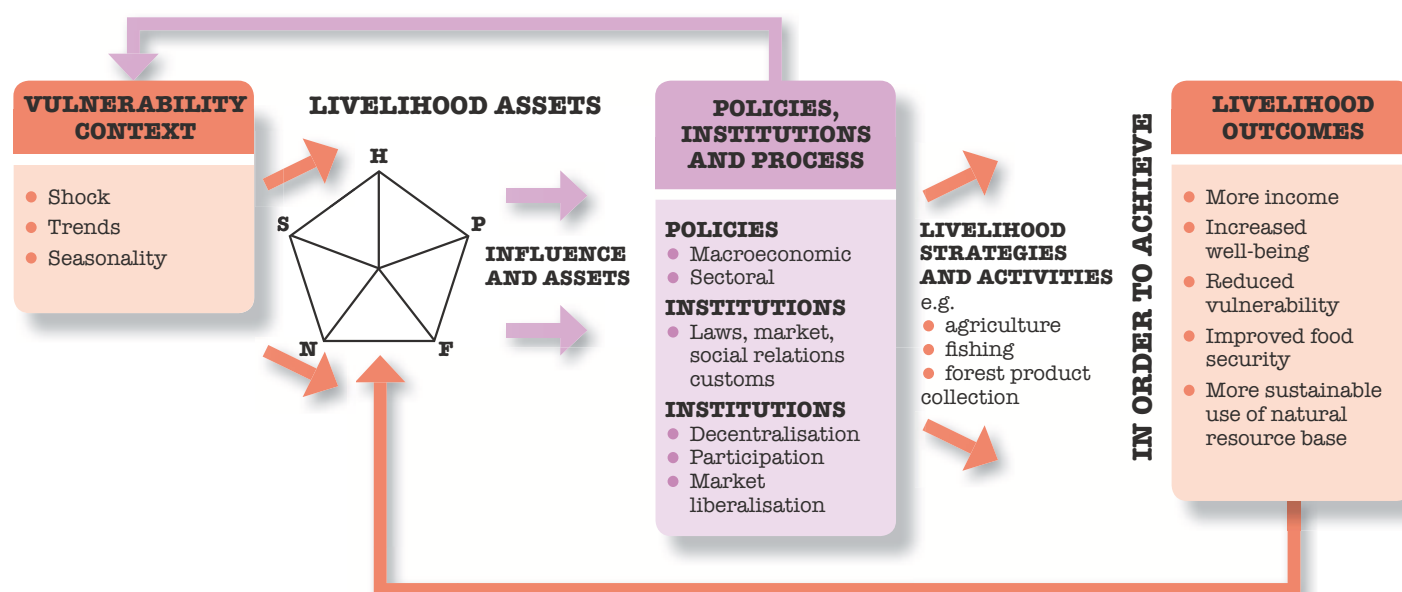 VULNERABILITY
CONTEXT
Shock
Trends
Seasonality
LIVELIHOOD ASSETS
H
S
P
N
F
INFLUENCE
AND ASSETS
POLICIES,
INSTITUTIONS
AND PROCESS
POLICIES
Macroeconomic
Sectoral
INSTITUTIONS
Laws, market,
social relations
customs
INSTITUTIONS
Decentralisation
Participation
Market
liberalisation
LIVELIHOOD
STRATEGIES
AND ACTIVITIES
e.g.
agriculture
fishing
forest product
collection
IN ORDER TO ACHIEVE
LIVELIHOOD
OUTCOMES
More income
Increased
well-being
Reduced
vulnerability
Improved food
security
More sustainable
use of natural
resource base